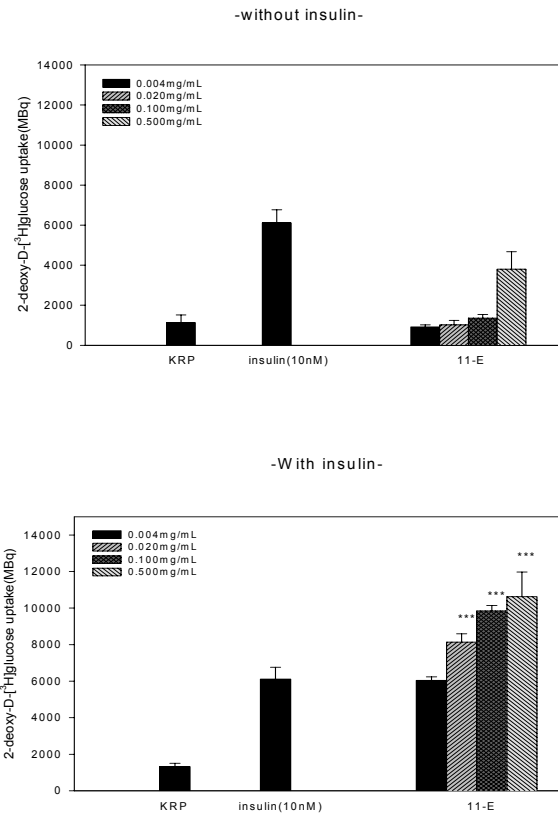 -without insulin-
14000
12000
10000
8000
6000
4000
2000
0
2-deoxy-D-[³H]glucose uptake(MBq)
0.004mg/mL
0.020mg/mL
0.100mg/mL
0.500mg/mL
KRP insulin(10nM) 11-E
-With insulin-
14000
12000
10000
8000
6000
4000
2000
0
2-deoxy-D-[³H]glucose uptake(MBq)
0.004mg/mL
0.020mg/mL
0.100mg/mL
0.500mg/mL
***
***
***
KRP insulin(10nM) 11-E